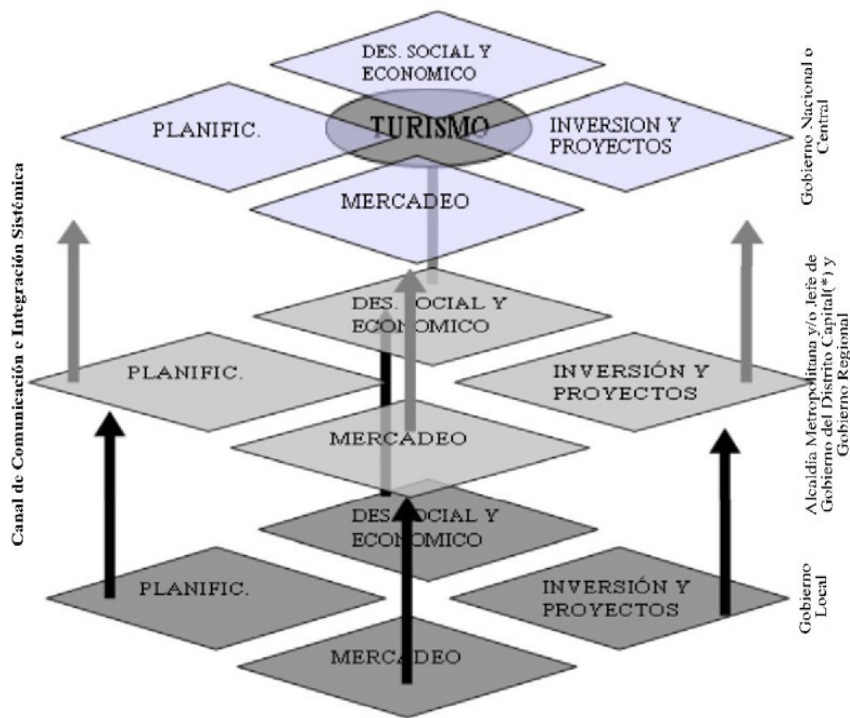 DES. SOCIAL Y
ECONOMICO
PLANIFIC.
TURISMO
INVERSION Y
PROYECTOS
MERCADEO
DES. SOCIAL Y
ECONOMICO
PLANIFIC.
INVERSIÓN Y
PROYECTOS
MERCADEO
DES. SOCIAL Y
ECONOMICO
PLANIFIC.
INVERSIÓN Y
PROYECTOS
MERCADEO
Canal de Comunicación e Integración Sistémica
Gobierno Nacional o
Central
Alcaldía Metropolitana y/o Jefe de
Gobierno del Distrito Capital(*) y
Gobierno Regional
Gobierno
Local